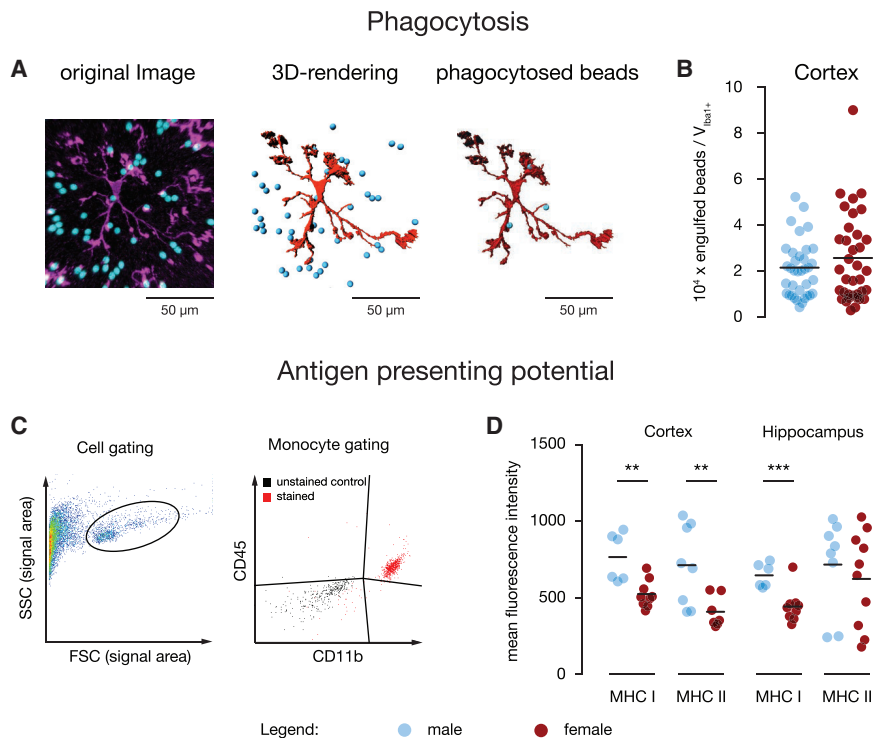 Phagocytosis
A
original Image
3D-rendering
phagocytosed beads
50 µm
50 µm
50 µm
B
Cortex
10⁴ x engulfed beads / V_Iba1+
10
8
6
4
2
0
Antigen presenting potential
C
Cell gating
SSC (signal area)
FSC (signal area)
Monocyte gating
unstained control
stained
CD45
CD11b
D
Cortex
Hippocampus
mean fluorescence intensity
1500
1000
500
0
**
**
***
MHC I
MHC II
MHC I
MHC II
Legend:
male
female